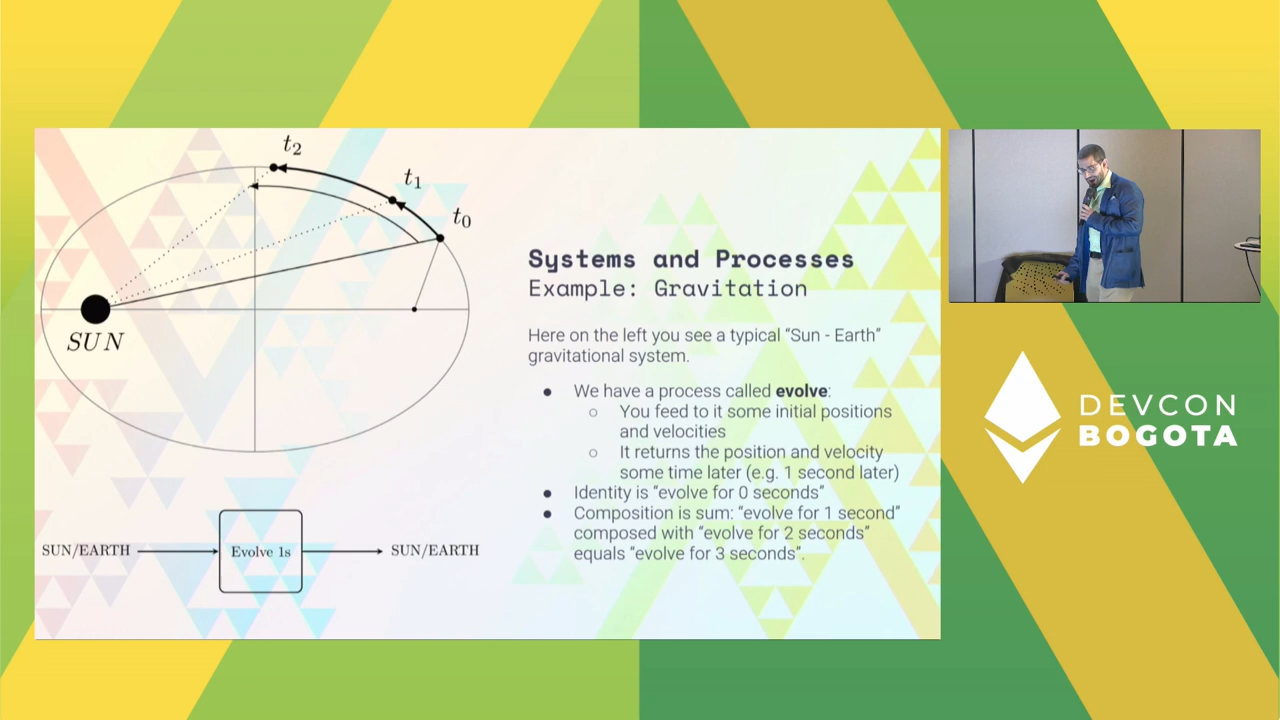 t2
t1
t0
SUN
SUN/EARTH
Evolve 1s
SUN/EARTH
Systems and Processes
Example: Gravitation
Here on the left you see a typical “Sun - Earth”
gravitational system.
● We have a process called evolve:
○ You feed to it some initial positions
and velocities
○ It returns the position and velocity
some time later (e.g. 1 second later)
● Identity is “evolve for 0 seconds”
● Composition is sum: “evolve for 1 second”
composed with “evolve for 2 seconds”
equals “evolve for 3 seconds”.
DEVCON
BOGOTA